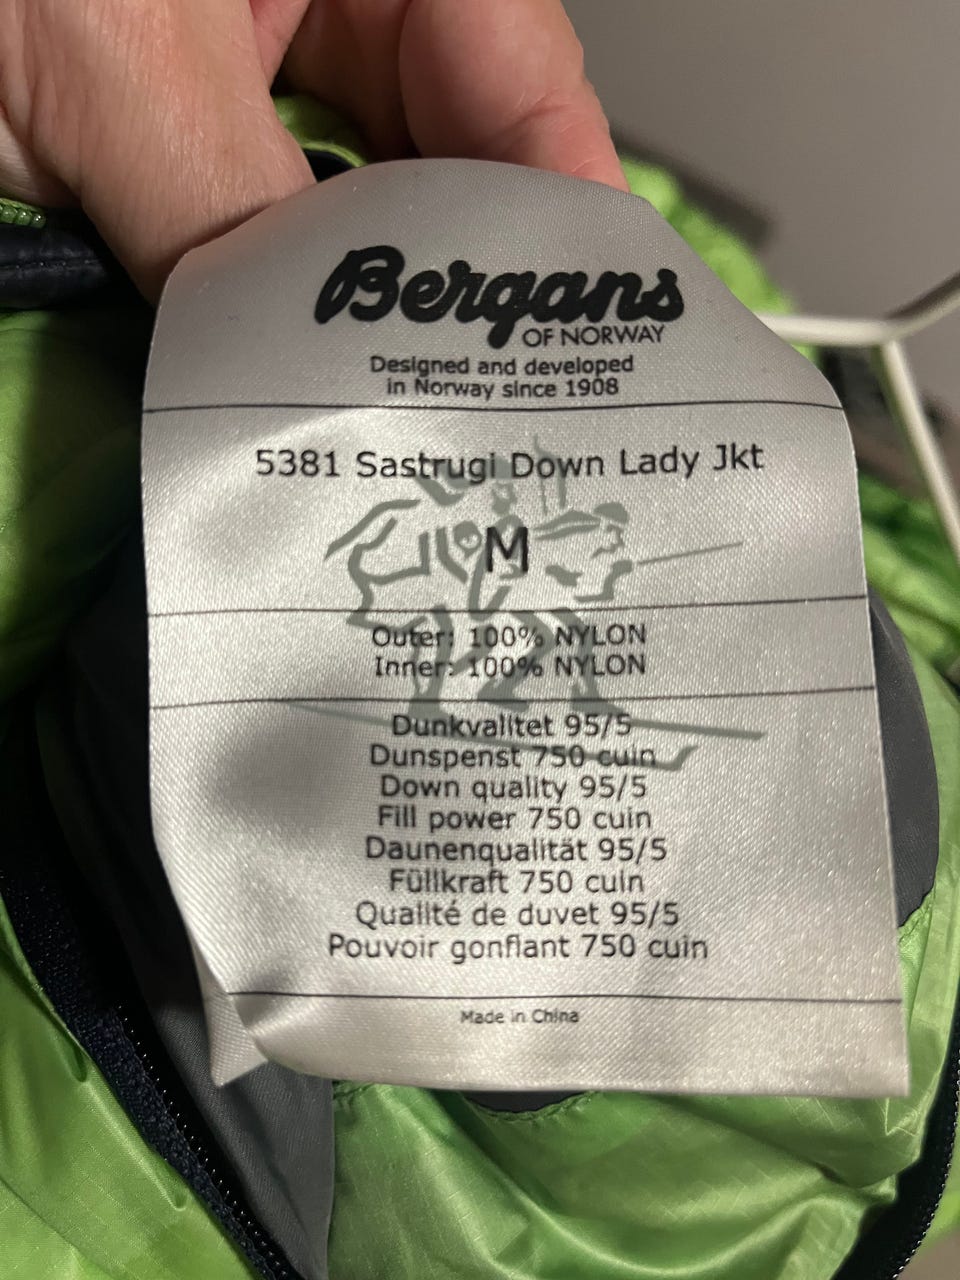 Bergans
OF NORWAY
Designed and developed
in Norway since 1908
5381 Sastrugi Down Lady Jkt
M
Outer: 100% NYLON
Inner: 100% NYLON
Dunkvalitet 95/5
Dunspenst 750 cuin
Down quality 95/5
Fill power 750 cuin
Daunenqualität 95/5
Füllkraft 750 cuin
Qualité de duvet 95/5
Pouvoir gonflant 750 cuin
Made in China